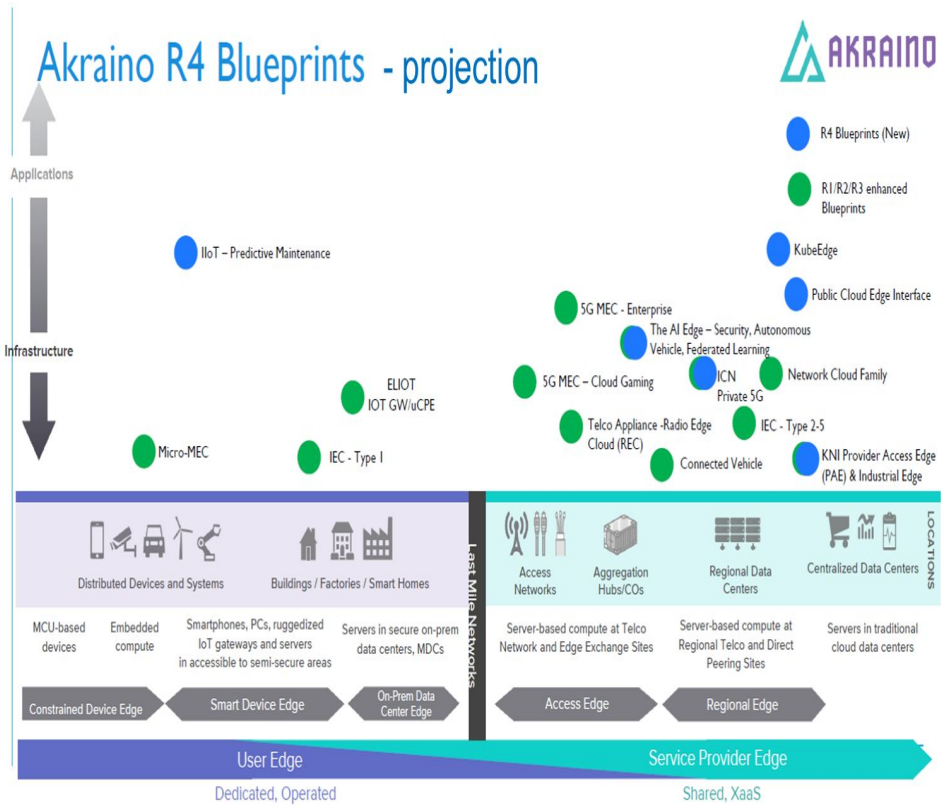 Akraino R4 Blueprints - projection
AKRAINO
R4 Blueprints (New)
Applications
R1/R2/R3 enhanced
Blueprints
IIoT – Predictive Maintenance
KubeEdge
Public Cloud Edge Interface
5G MEC - Enterprise
The AI Edge – Security, Autonomous
Vehicle, Federated Learning
Infrastructure
ELIOT
IOT GW/uCPE
5G MEC – Cloud Gaming
ICN
Private 5G
Network Cloud Family
Telco Appliance -Radio Edge
Cloud (REC)
IEC - Type 2-5
Micro-MEC
IEC - Type 1
Connected Vehicle
KNI Provider Access Edge
(PAE) & Industrial Edge
Last Mile Networks
LOCATIONS
Distributed Devices and Systems
Buildings / Factories / Smart Homes
Access
Networks
Aggregation
Hubs/COs
Regional Data
Centers
Centralized Data Centers
MCU-based
devices
Embedded
compute
Smartphones, PCs, ruggedized
IoT gateways and servers
in accessible to semi-secure areas
Servers in secure on-prem
data centers, MDCs
Server-based compute at Telco
Network and Edge Exchange Sites
Server-based compute at
Regional Telco and Direct
Peering Sites
Servers in traditional
cloud data centers
Constrained Device Edge
Smart Device Edge
On-Prem Data
Center Edge
Access Edge
Regional Edge
User Edge
Service Provider Edge
Dedicated, Operated
Shared, XaaS